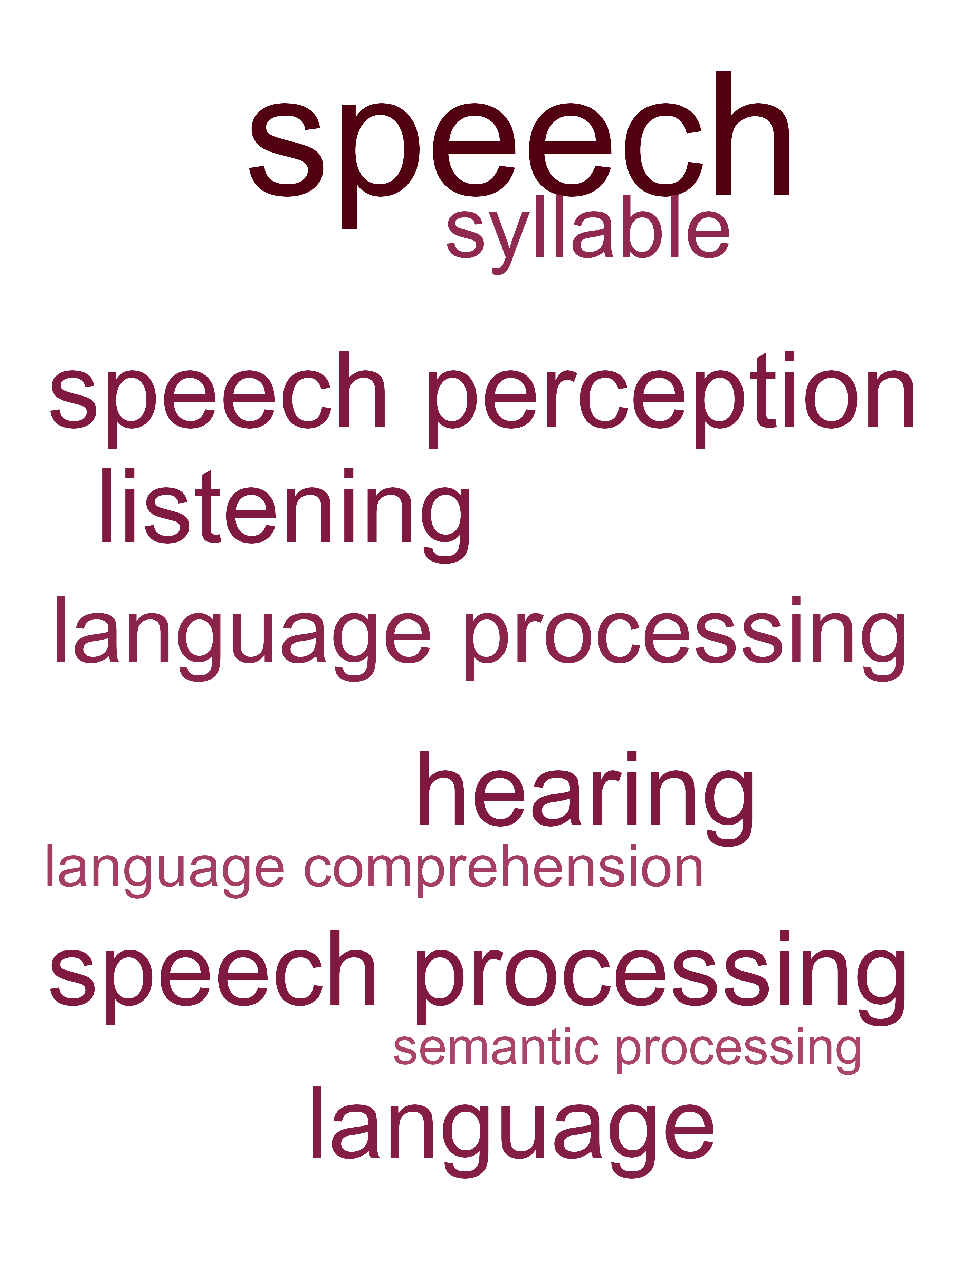 speech
syllable
speech perception
listening
language processing
hearing
language comprehension
speech processing
semantic processing
language